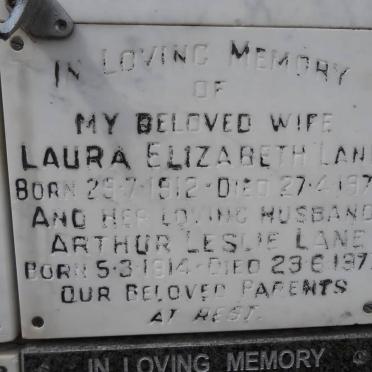 IN LOVING MEMORY
OF
MY BELOVED WIFE
LAURA ELIZABETH LANE
BORN 29-7-1912 - DIED 27-4-197
AND HER LOVING HUSBAND
ARTHUR LESLIE LANE
BORN 5-3-1914 - DIED 29-6-197
OUR BELOVED PARENTS
AT REST.
IN LOVING MEMORY